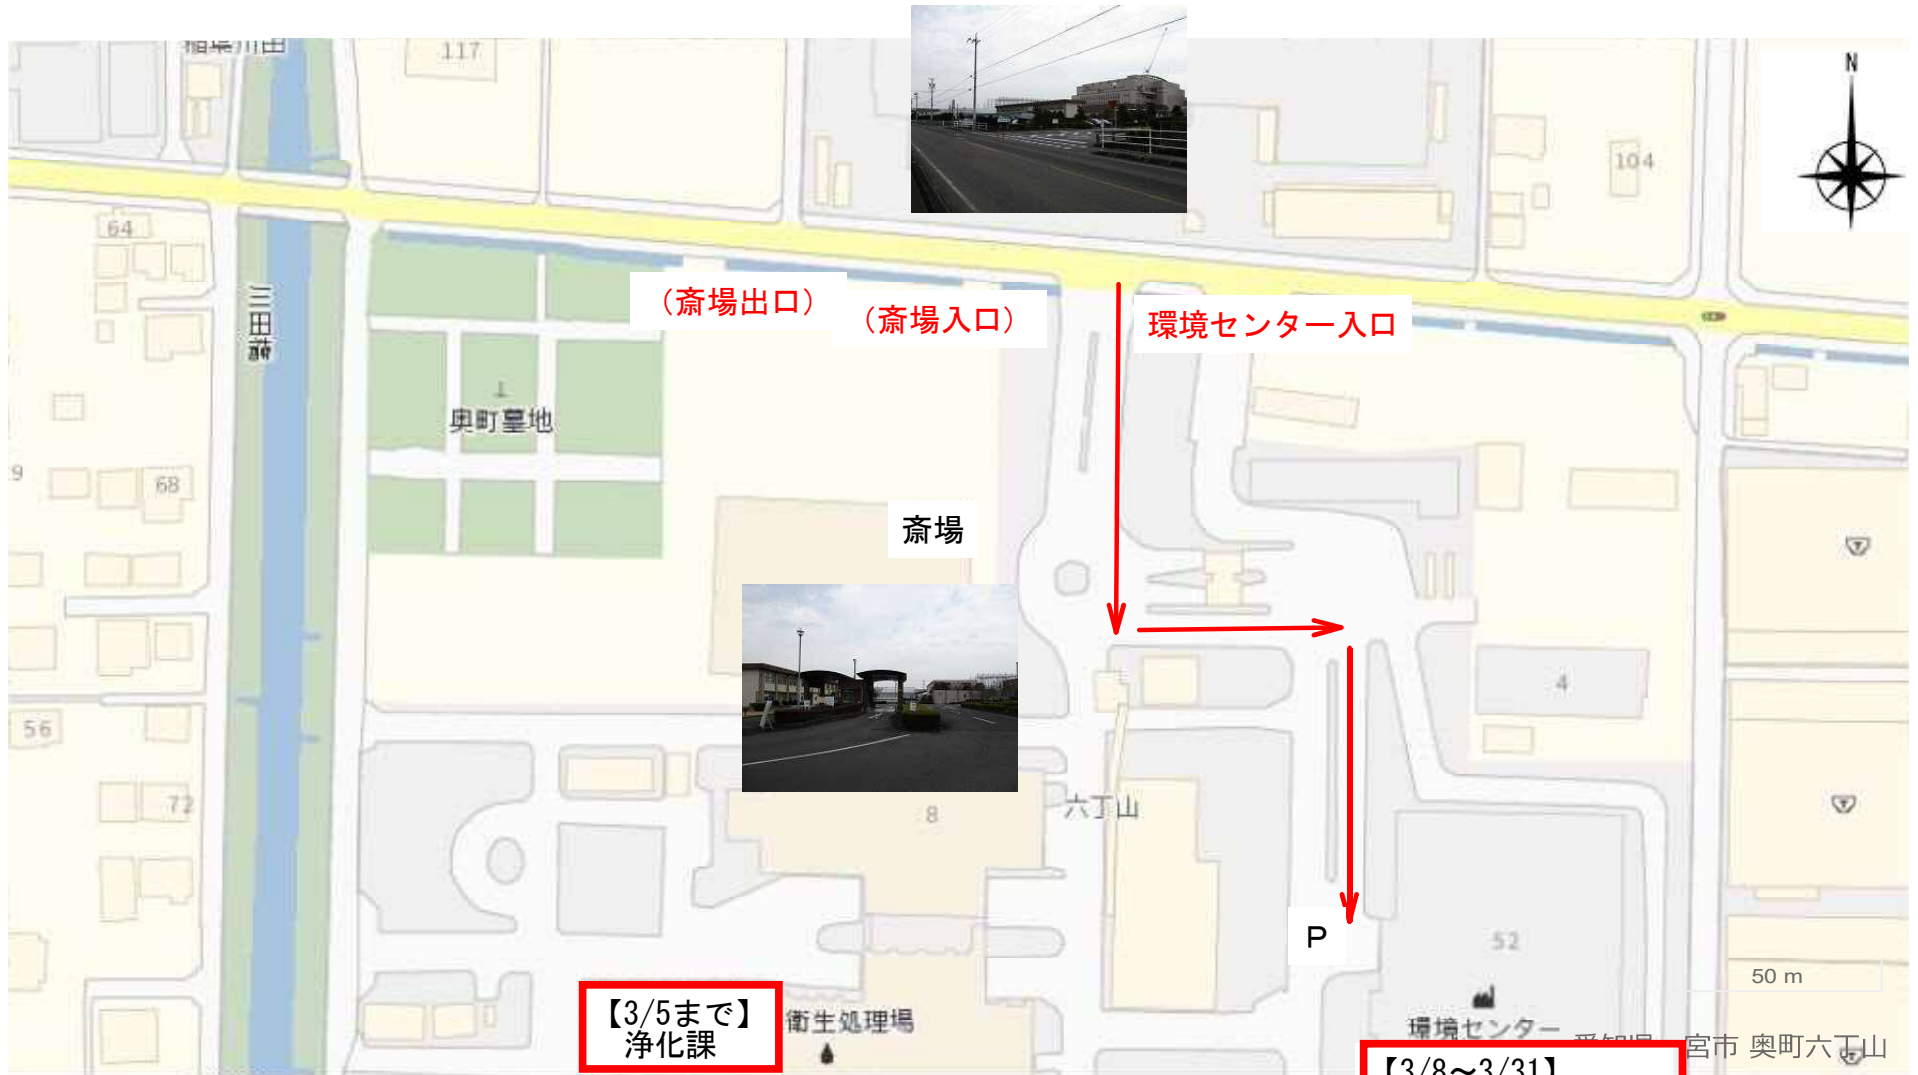 117
N
104
64
川田橋
(斎場出口)
(斎場入口)
環境センター入口
奥町墓地
9
68
斎場
4
56
72
8
六丁山
P
52
50 m
【3/5まで】
浄化課
衛生処理場
環境センター
宮市 奥町六丁山
【3/8～3/31】